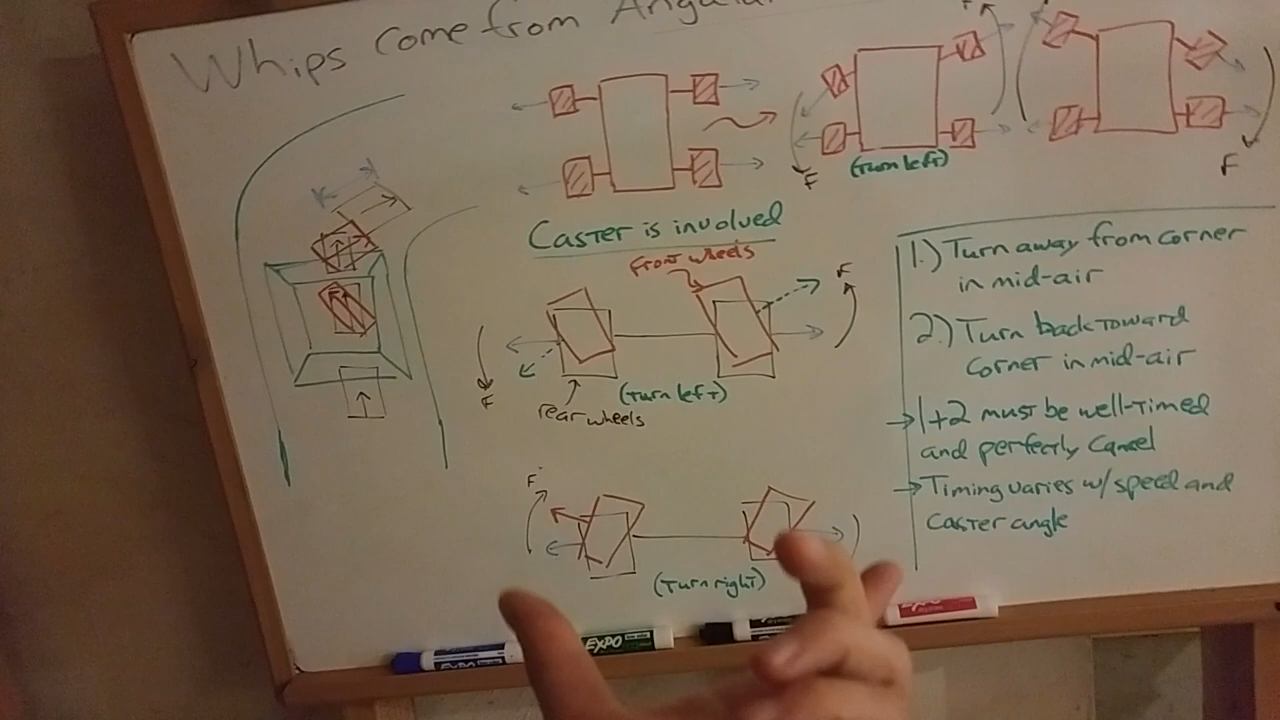 Whips come from Angular
F
F
F
(turn left)
Caster is involved
front wheels
F
F
(turn left)
rear wheels
F
(turn right)
1.) Turn away from corner
in mid-air
2.) Turn back toward
corner in mid-air
→ 1+2 must be well-timed
and perfectly cancel
→ Timing varies w/ speed and
caster angle
EXPO
EXPO